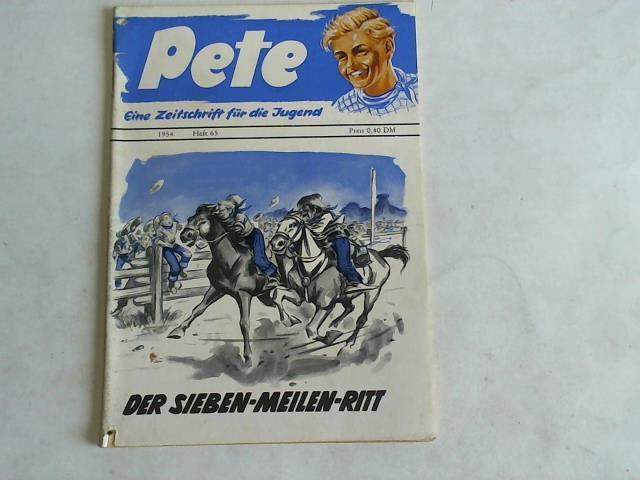 Pete
Eine Zeitschrift für die Jugend
1954 Heft 65 Preis 0,40 DM
DER SIEBEN-MEILEN-RITT